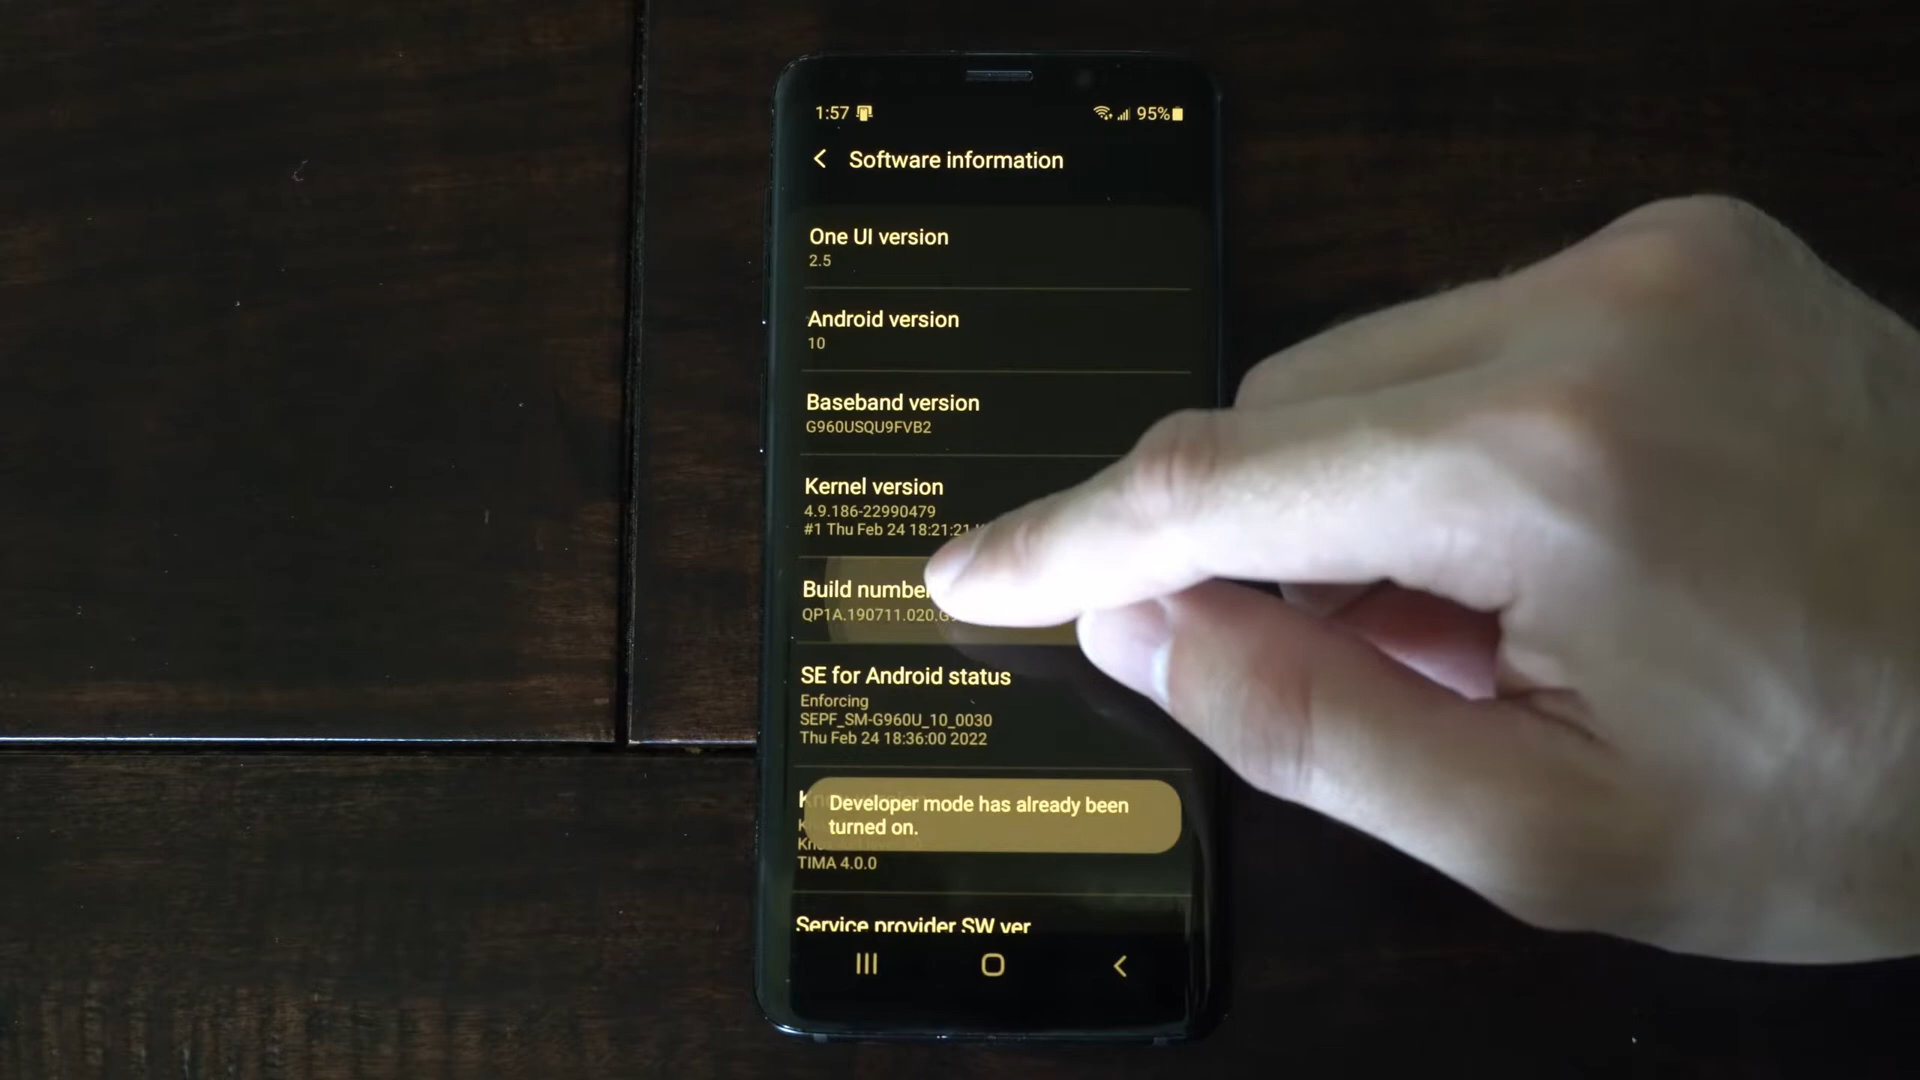 1:57 95%
Software information
One UI version
2.5
Android version
10
Baseband version
G960USQU9FVB2
Kernel version
4.9.186-22990479
#1 Thu Feb 24 18:21:21
Build number
QP1A.190711.020.G9
SE for Android status
Enforcing
SEPF_SM-G960U_10_0030
Thu Feb 24 18:36:00 2022
Developer mode has already been
turned on.
TIMA 4.0.0
Service provider SW ver